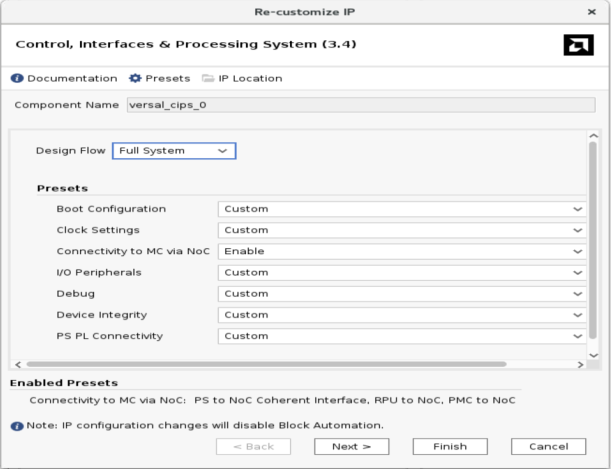 Re-customize IP
Control, Interfaces & Processing System (3.4)
Documentation Presets IP Location
Component Name versal_cips_0
Design Flow Full System
Presets
Boot Configuration Custom
Clock Settings Custom
Connectivity to MC via NoC Enable
I/O Peripherals Custom
Debug Custom
Device Integrity Custom
PS PL Connectivity Custom
Enabled Presets
Connectivity to MC via NoC: PS to NoC Coherent Interface, RPU to NoC, PMC to NoC
Note: IP configuration changes will disable Block Automation.
< Back Next > Finish Cancel